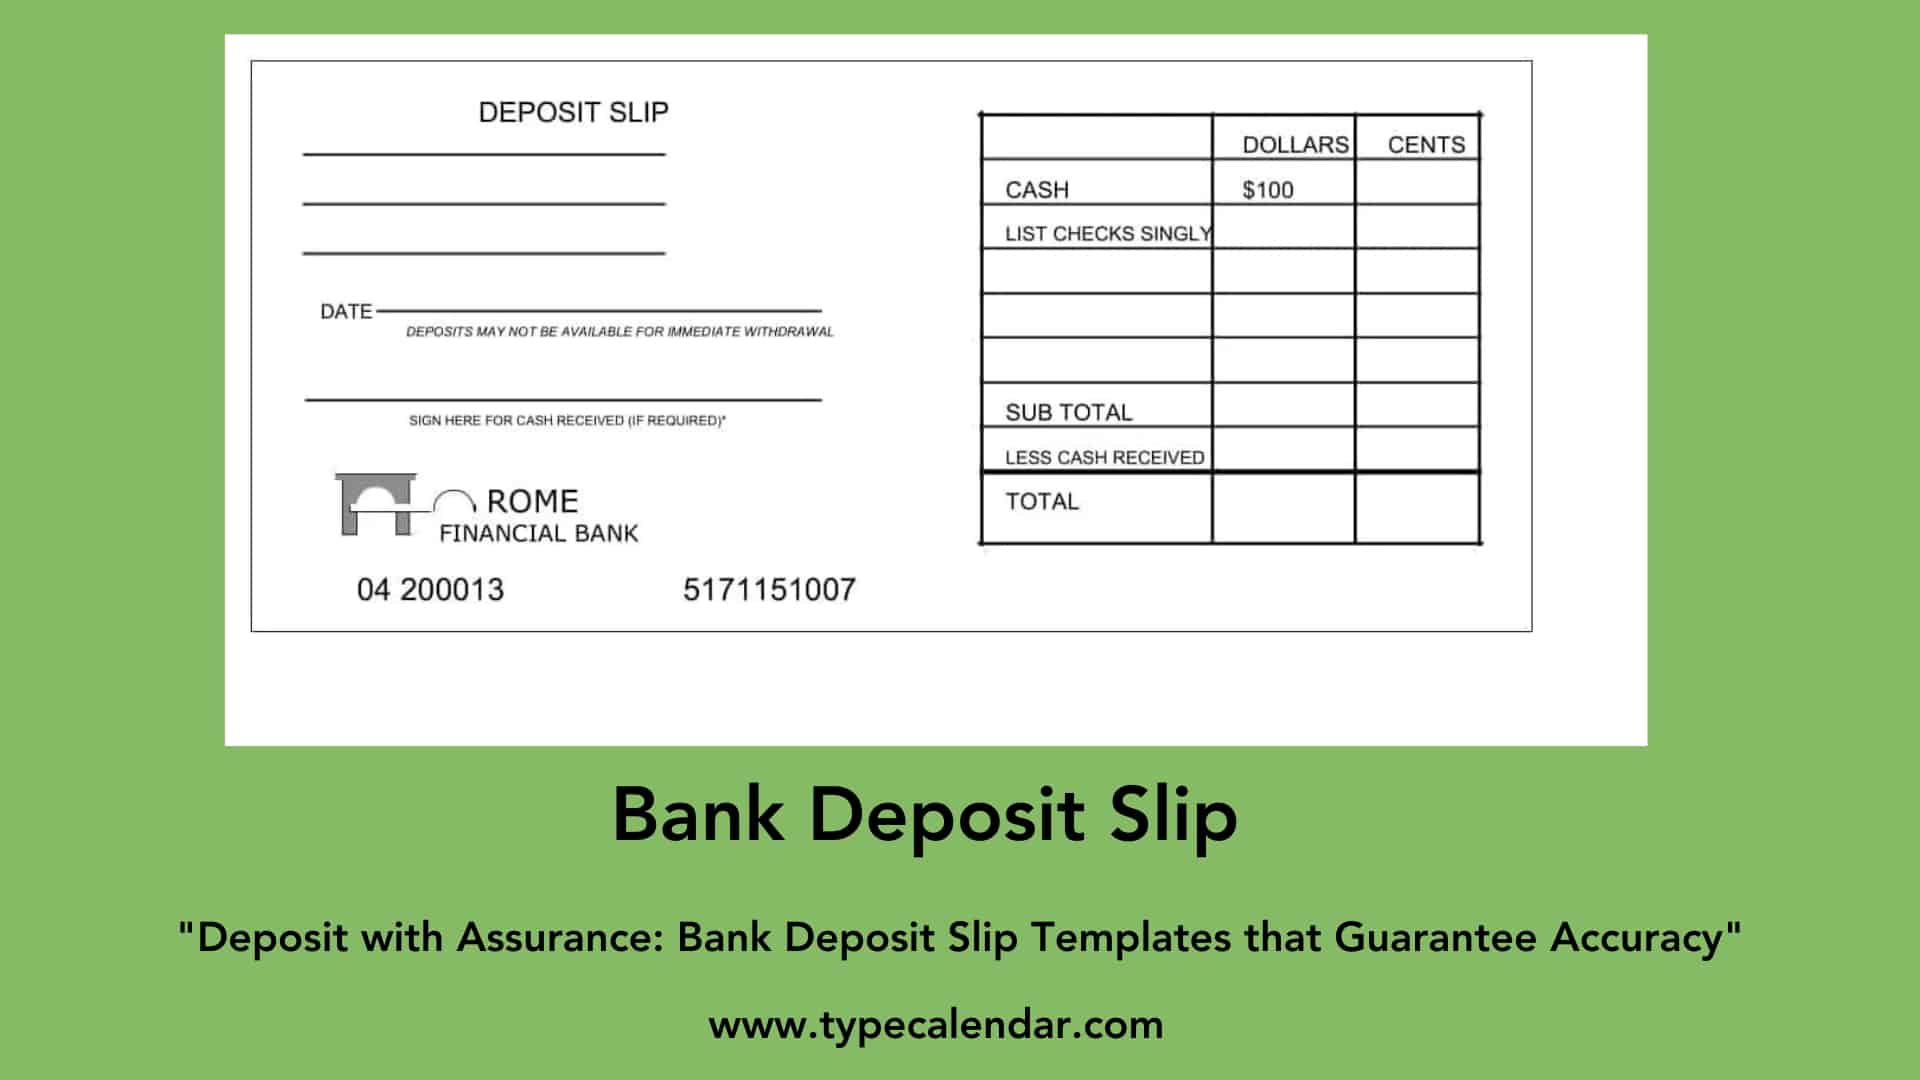 DEPOSIT SLIP
DATE
DEPOSITS MAY NOT BE AVAILABLE FOR IMMEDIATE WITHDRAWAL
SIGN HERE FOR CASH RECEIVED (IF REQUIRED)*
ROME
FINANCIAL BANK
04 200013 5171151007
DOLLARS CENTS
CASH $100
LIST CHECKS SINGLY
SUB TOTAL
LESS CASH RECEIVED
TOTAL
Bank Deposit Slip
"Deposit with Assurance: Bank Deposit Slip Templates that Guarantee Accuracy"
www.typecalendar.com